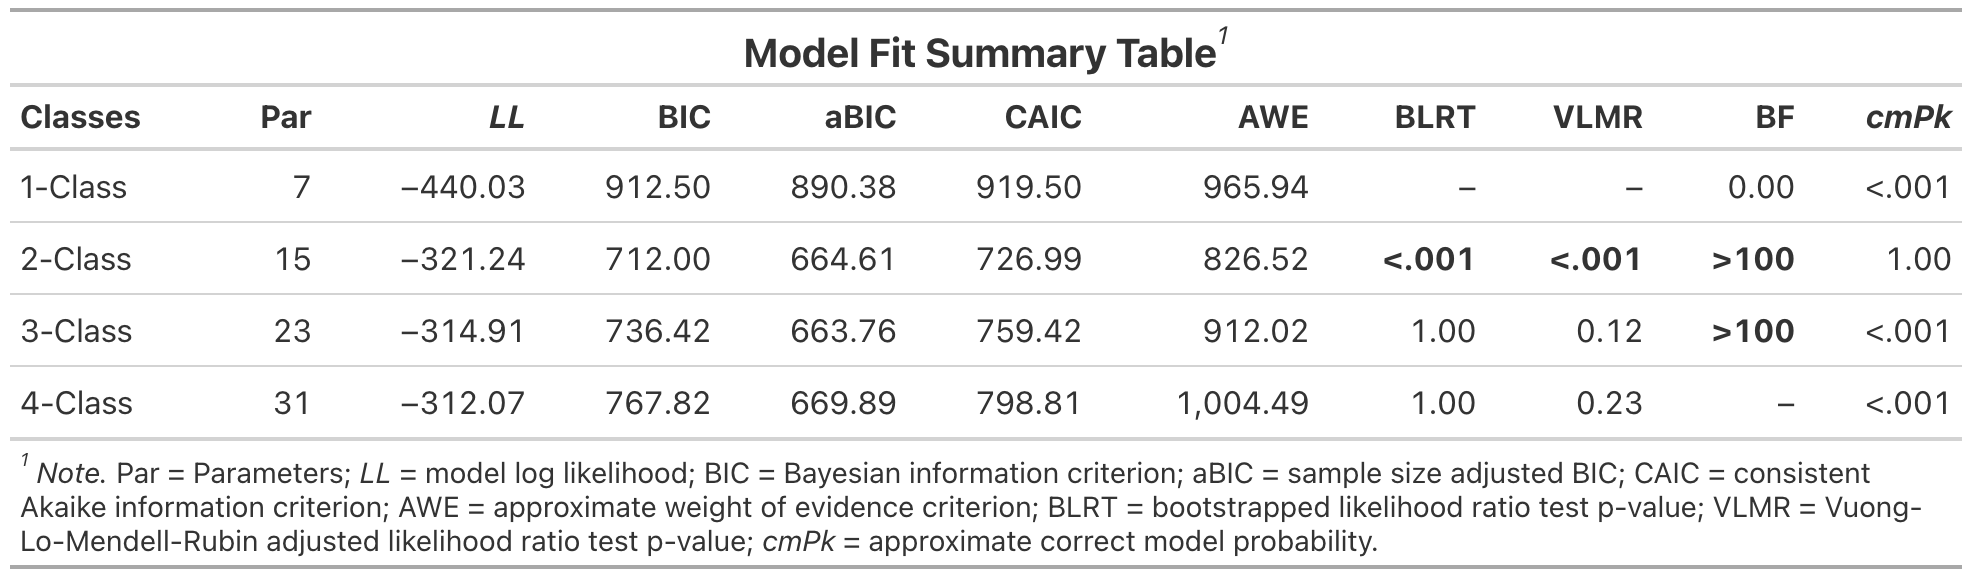 Model Fit Summary Table1
Classes Par LL BIC aBIC CAIC AWE BLRT VLMR BF cmPk
1-Class 7 −440.03 912.50 890.38 919.50 965.94 – – 0.00 <.001
2-Class 15 −321.24 712.00 664.61 726.99 826.52 <.001 <.001 >100 1.00
3-Class 23 −314.91 736.42 663.76 759.42 912.02 1.00 0.12 >100 <.001
4-Class 31 −312.07 767.82 669.89 798.81 1,004.49 1.00 0.23 – <.001
1 Note. Par = Parameters; LL = model log likelihood; BIC = Bayesian information criterion; aBIC = sample size adjusted BIC; CAIC = consistent
Akaike information criterion; AWE = approximate weight of evidence criterion; BLRT = bootstrapped likelihood ratio test p-value; VLMR = Vuong-
Lo-Mendell-Rubin adjusted likelihood ratio test p-value; cmPk = approximate correct model probability.